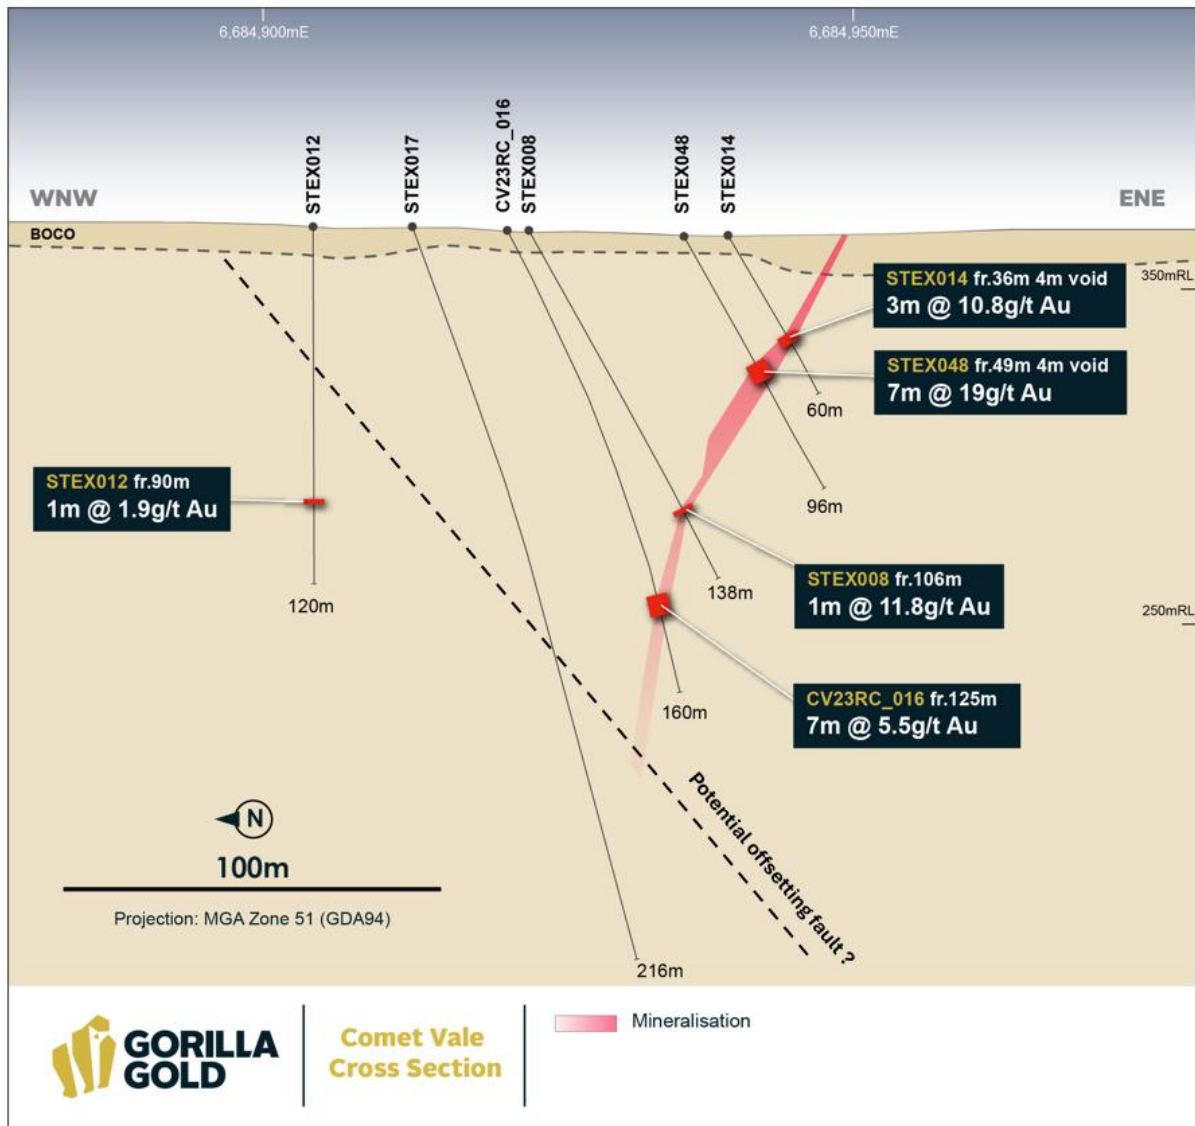 6,684,900mE
6,684,950mE
STEX012
STEX017
CV23RC_016
STEX008
STEX048
STEX014
WNW
ENE
BOCO
350mRL
STEX014 fr.36m 4m void
3m @ 10.8g/t Au
STEX048 fr.49m 4m void
7m @ 19g/t Au
60m
96m
STEX012 fr.90m
1m @ 1.9g/t Au
120m
138m
STEX008 fr.106m
1m @ 11.8g/t Au
250mRL
160m
CV23RC_016 fr.125m
7m @ 5.5g/t Au
Potential offsetting fault ?
N
100m
Projection: MGA Zone 51 (GDA94)
216m
GORILLA
GOLD
Comet Vale
Cross Section
Mineralisation